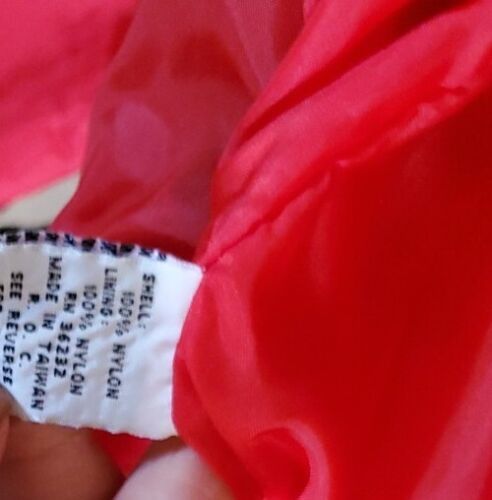 SHELL:
100% NYLON
LINING:
100% NYLON
RN 36232
MADE IN TAIWAN
R. O. C.
SEE REVERSE